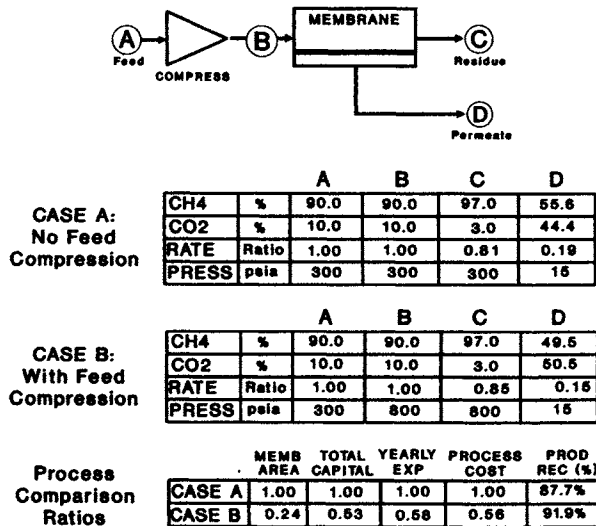 MEMBRANE
A B C
Feed COMPRESS Residue
D
Permeate
A B C D
CASE A:
No Feed
Compression
CH4 % 90.0 90.0 97.0 55.6
CO2 % 10.0 10.0 3.0 44.4
RATE Ratio 1.00 1.00 0.81 0.19
PRESS psia 300 300 300 15
A B C D
CASE B:
With Feed
Compression
CH4 % 90.0 90.0 97.0 49.5
CO2 % 10.0 10.0 3.0 50.5
RATE Ratio 1.00 1.00 0.85 0.15
PRESS psia 300 800 800 15
Process
Comparison
Ratios
MEMB TOTAL YEARLY PROCESS PROD
AREA CAPITAL EXP COST REC (%)
CASE A 1.00 1.00 1.00 1.00 87.7%
CASE B 0.24 0.53 0.58 0.56 91.9%